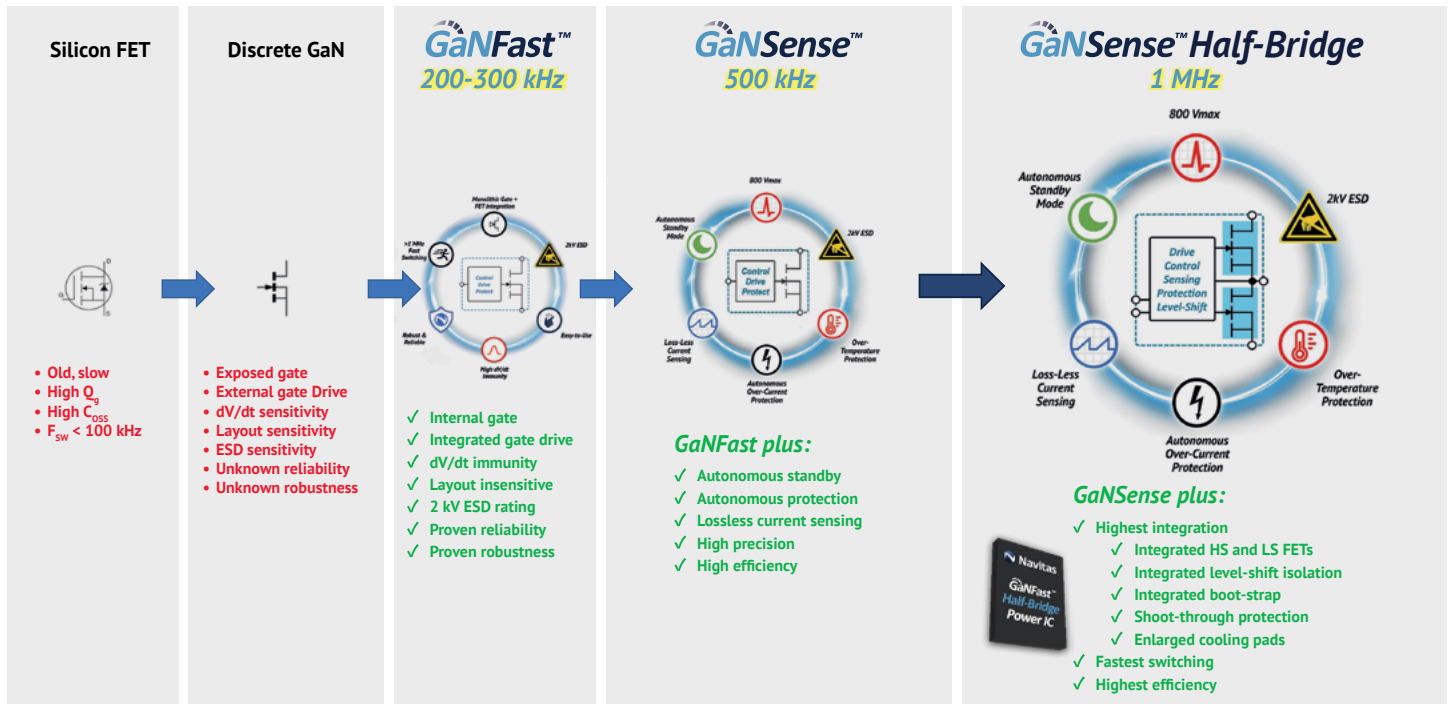 Silicon FET
D
G
S
• Old, slow
• High Qg
• High COSS
• FSW < 100 kHz
Discrete GaN
• Exposed gate
• External gate Drive
• dV/dt sensitivity
• Layout sensitivity
• ESD sensitivity
• Unknown reliability
• Unknown robustness
GaNFast™
200-300 kHz
Monolithic Gate +
FET Integration
>2 MHz
Fast
Switching
2kV ESD
Control
Drive
Protect
Robust &
Reliable
Easy-to-Use
High dV/dt
Immunity
✓ Internal gate
✓ Integrated gate drive
✓ dV/dt immunity
✓ Layout insensitive
✓ 2 kV ESD rating
✓ Proven reliability
✓ Proven robustness
GaNSense™
500 kHz
800 Vmax
Autonomous
Standby
Mode
2kV ESD
Control
Drive
Protect
Loss-Less
Current
Sensing
Over-
Temperature
Protection
Autonomous
Over-Current
Protection
GaNFast plus:
✓ Autonomous standby
✓ Autonomous protection
✓ Lossless current sensing
✓ High precision
✓ High efficiency
GaNSense™ Half-Bridge
1 MHz
800 Vmax
Autonomous
Standby
Mode
2kV ESD
Drive
Control
Sensing
Protection
Level-Shift
Loss-Less
Current
Sensing
Over-
Temperature
Protection
Autonomous
Over-Current
Protection
GaNSense plus:
✓ Highest integration
✓ Integrated HS and LS FETs
✓ Integrated level-shift isolation
✓ Integrated boot-strap
✓ Shoot-through protection
✓ Enlarged cooling pads
✓ Fastest switching
✓ Highest efficiency
Navitas
GaNFast™
Half-Bridge
Power IC